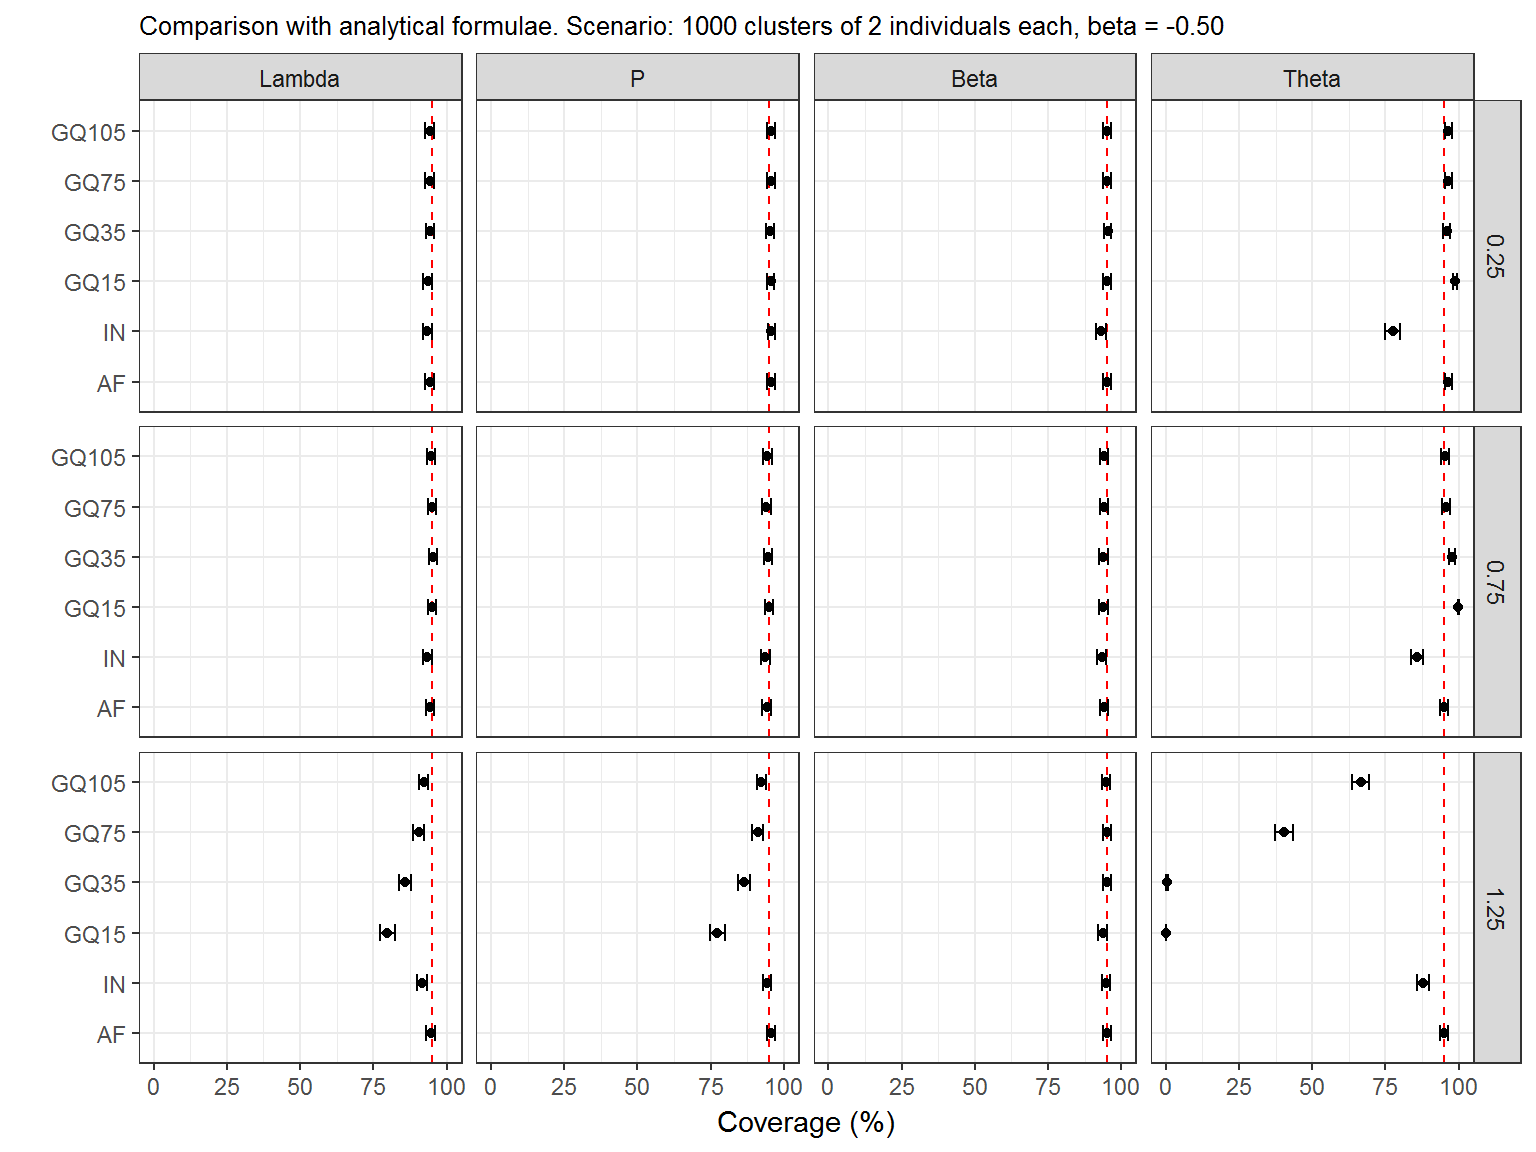 Comparison with analytical formulae. Scenario: 1000 clusters of 2 individuals each, beta = -0.50
Lambda
P
Beta
Theta
GQ105
GQ75
GQ35
GQ15
IN
AF
0.25
GQ105
GQ75
GQ35
GQ15
IN
AF
0.75
GQ105
GQ75
GQ35
GQ15
IN
AF
1.25
0 25 50 75 100 0 25 50 75 100 0 25 50 75 100 0 25 50 75 100
Coverage (%)